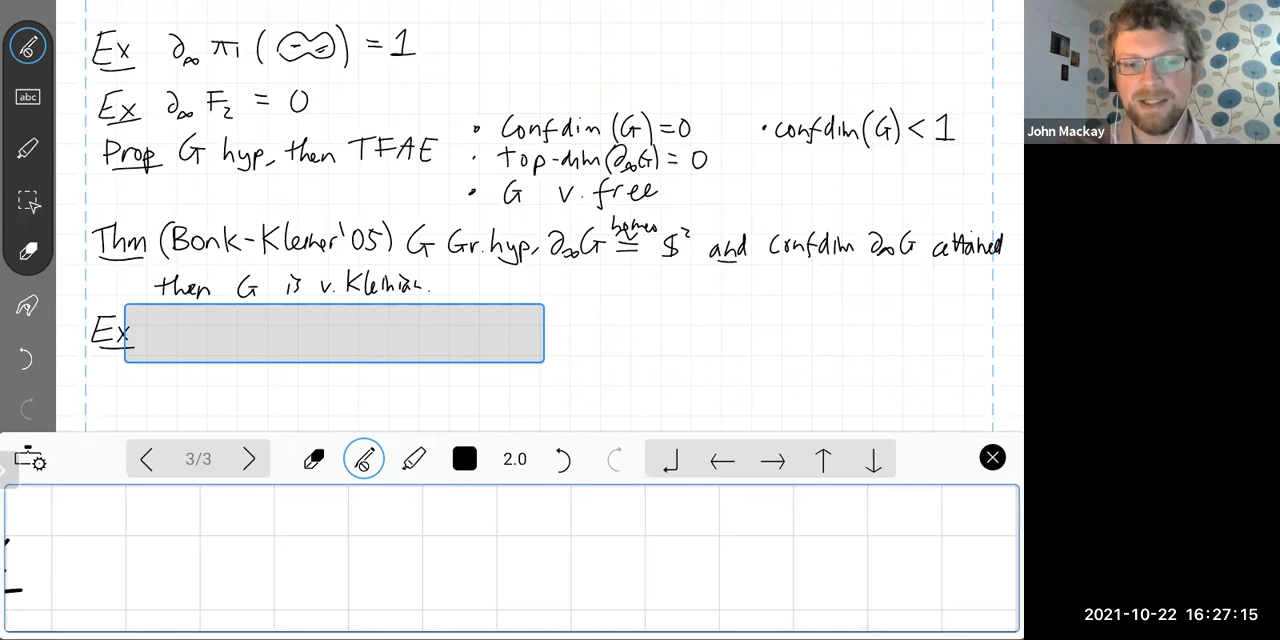 Ex ∂∞ π1 ( ) = 1
Ex ∂∞ F2 = 0
Prop G hyp, then TFAE
• Confdim (G) = 0
• confdim(G) < 1
• top-dim(∂∞G) = 0
• G v. free
Thm (Bonk-Kleiner '05) G Gr. hyp, ∂∞G ≅ homeo S² and confdim ∂∞G attained
then G is v. Kleinian.
Ex
abc
3/3
2.0
John Mackay
2021-10-22 16:27:15